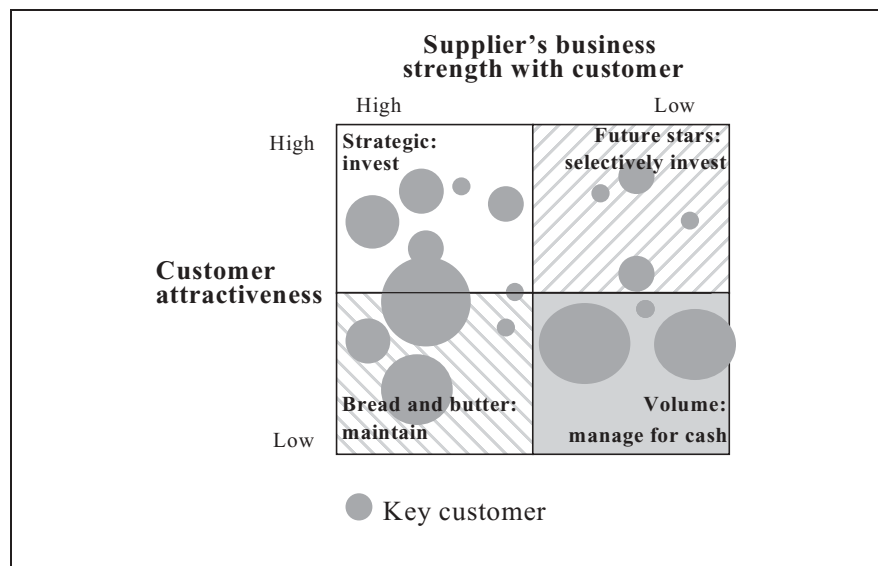 Supplier’s business
strength with customer
High
Low
High
Strategic:
invest
Future stars:
selectively invest
Customer
attractiveness
Bread and butter:
maintain
Volume:
manage for cash
Low
Key customer